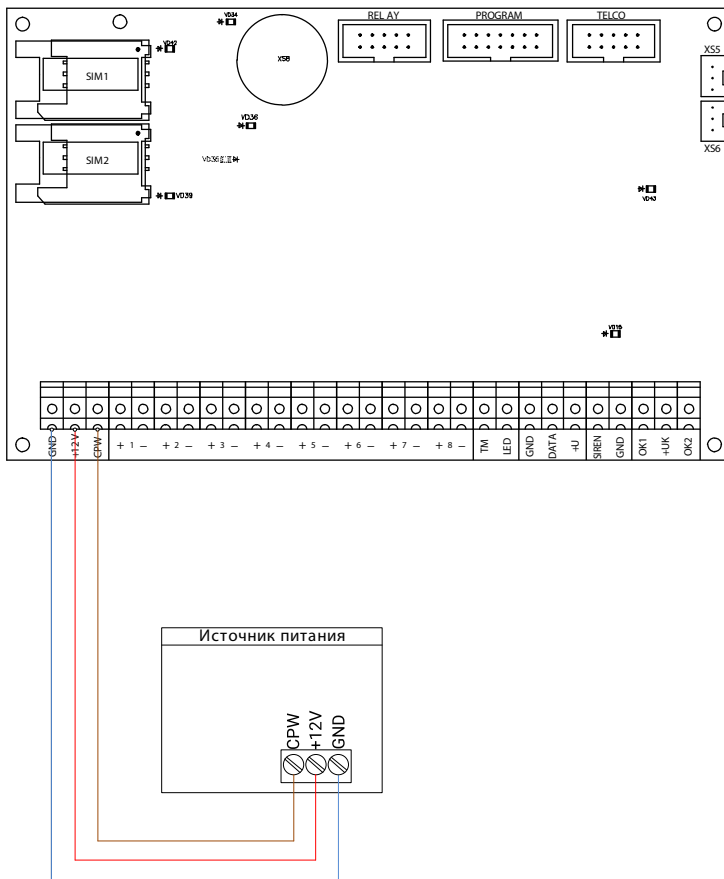 VD34
RELAY
PROGRAM
TELCO
VD42
XS5
XS8
SIM1
VD36
XS6
SIM2
VD36
VD39
VD43
GND
+12V
CPW
+ 1 −
+ 2 −
+ 3 −
+ 4 −
+ 5 −
+ 6 −
+ 7 −
+ 8 −
TM
LED
GND
DATA
+U
SIREN
GND
OK1
+UK
OK2
Источник питания
CPW
+12V
GND